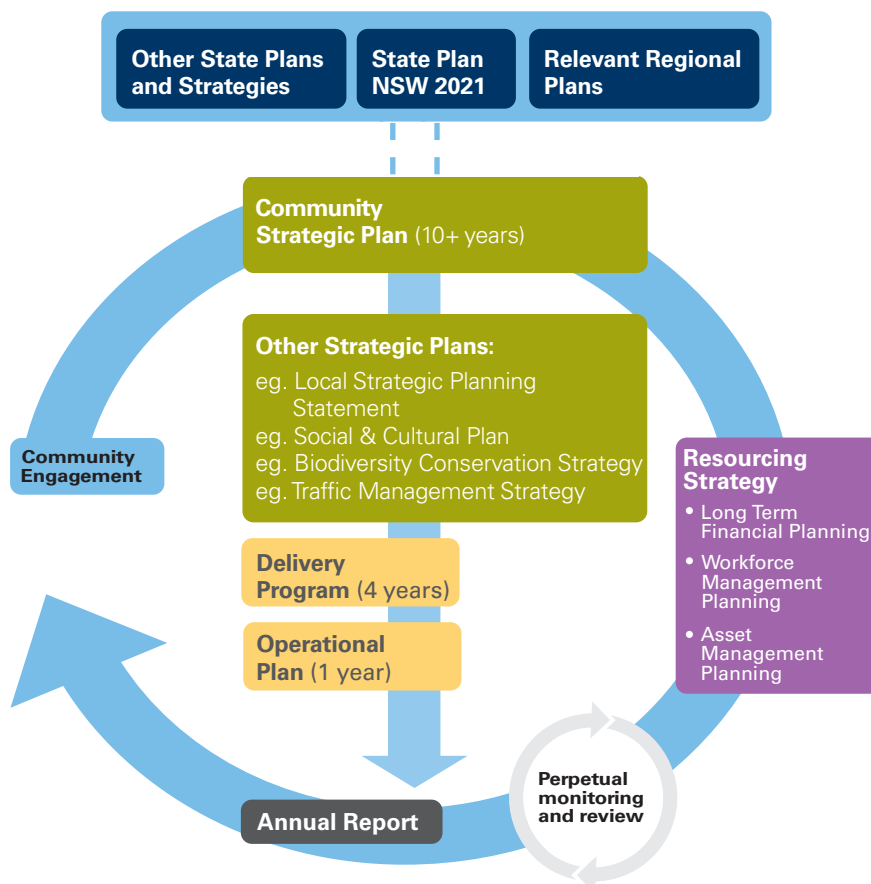 Other State Plans
and Strategies
State Plan
NSW 2021
Relevant Regional
Plans
Community
Strategic Plan (10+ years)
Other Strategic Plans:
eg. Local Strategic Planning
Statement
eg. Social & Cultural Plan
eg. Biodiversity Conservation Strategy
eg. Traffic Management Strategy
Community
Engagement
Resourcing
Strategy
• Long Term
Financial Planning
• Workforce
Management
Planning
• Asset
Management
Planning
Delivery
Program (4 years)
Operational
Plan (1 year)
Perpetual
monitoring
and review
Annual Report